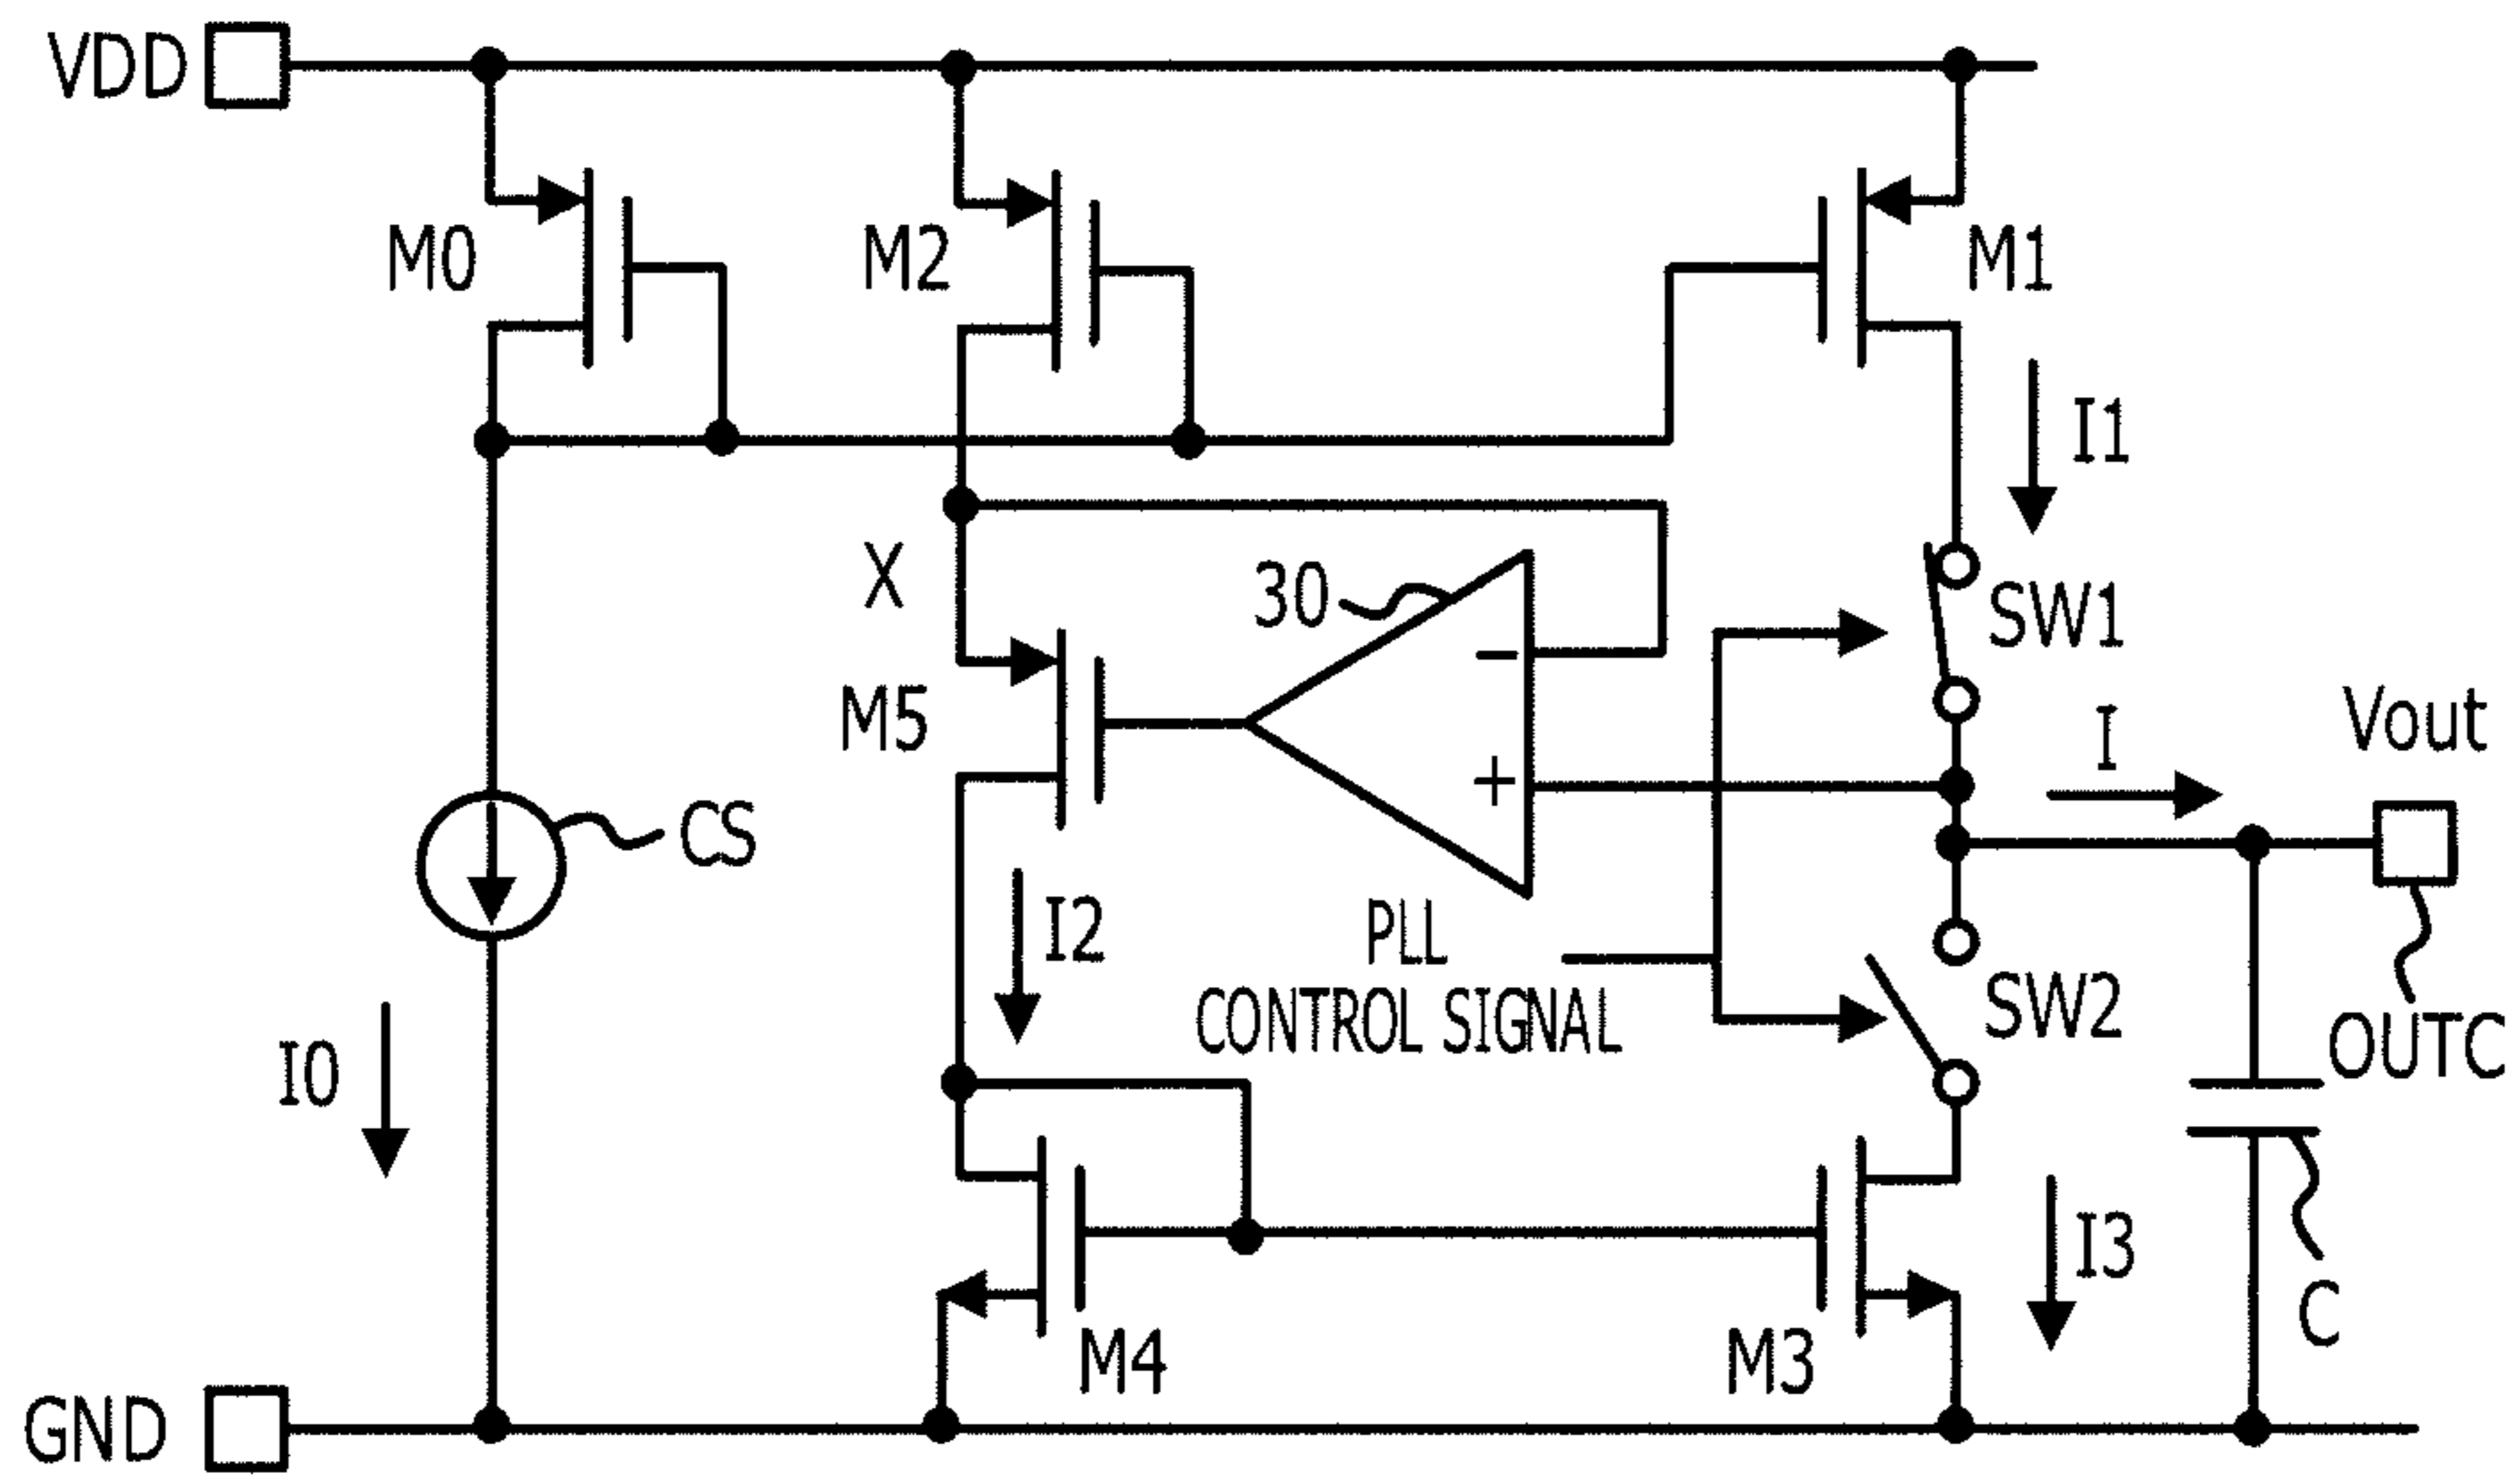 VDD
M0
M2
M1
I1
X
30
-
SW1
M5
I
Vout
+
CS
I2
PLL
CONTROL SIGNAL
SW2
OUTC
I0
I3
C
M4
M3
GND